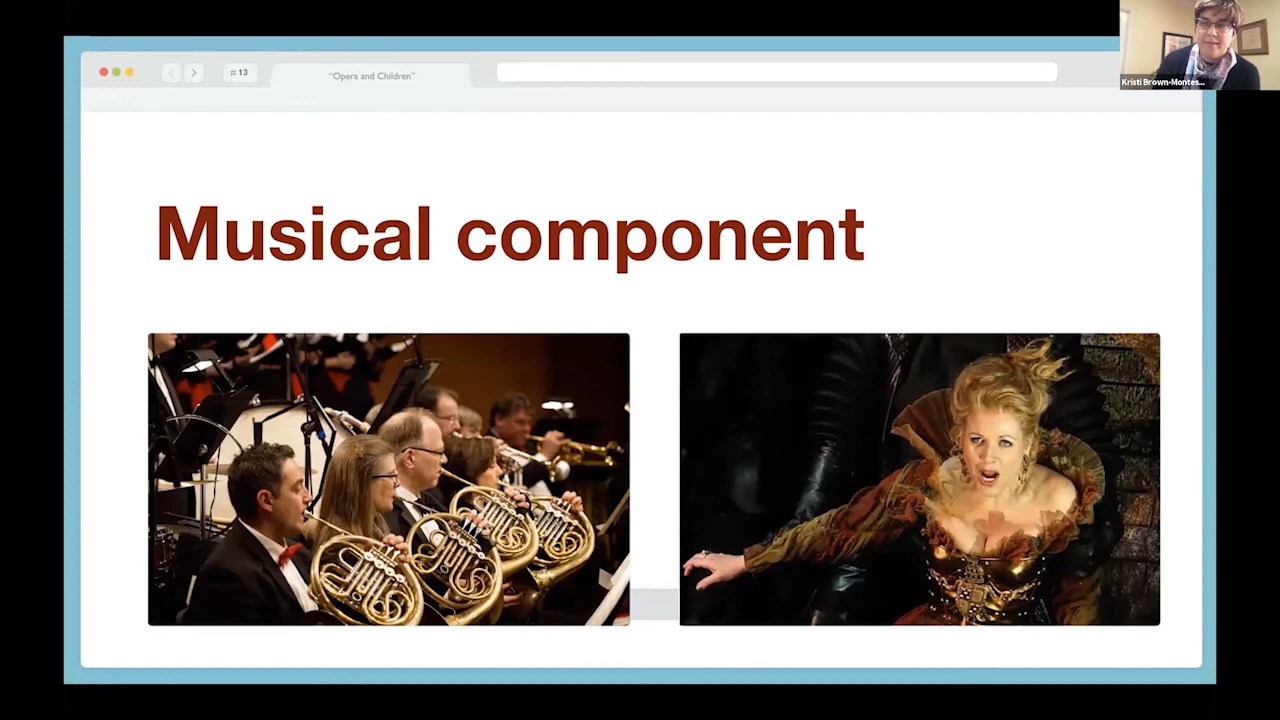 Kristi Brown-Montes...
# 13
“Opera and Children”
Musical component